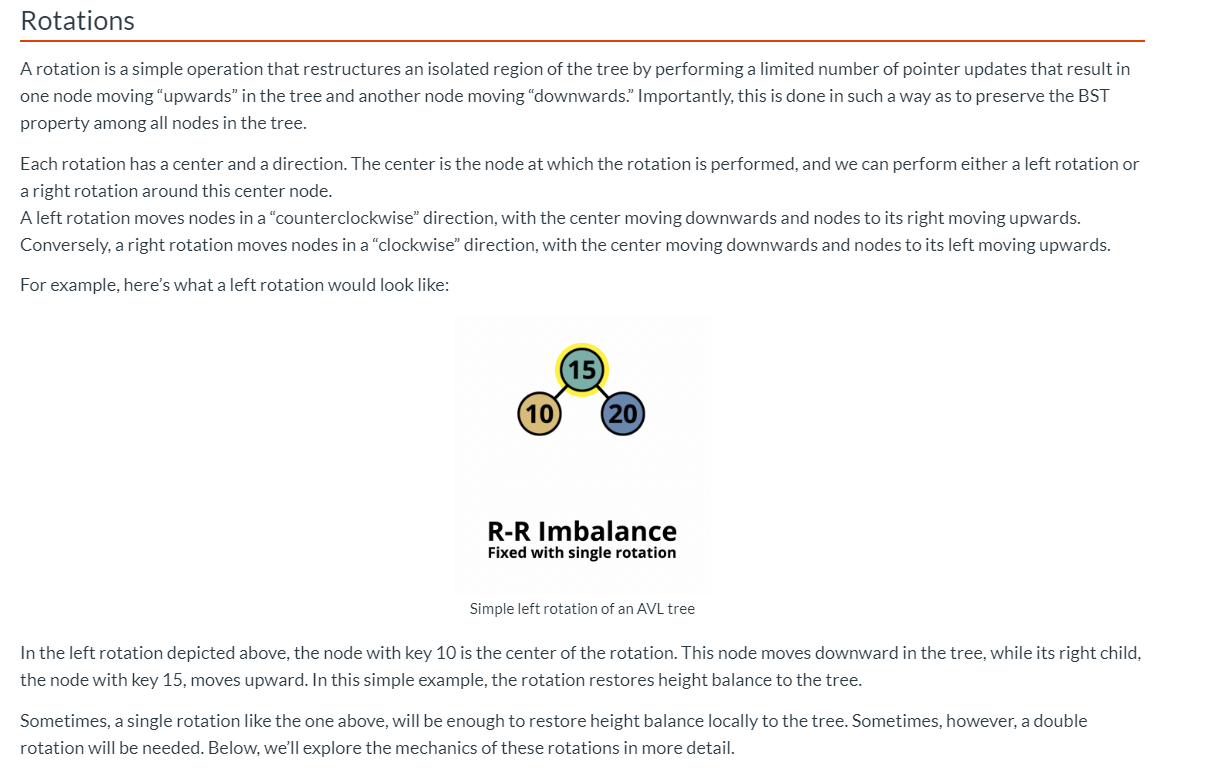 Rotations
A rotation is a simple operation that restructures an isolated region of the tree by performing a limited number of pointer updates that result in
one node moving “upwards” in the tree and another node moving “downwards.” Importantly, this is done in such a way as to preserve the BST
property among all nodes in the tree.
Each rotation has a center and a direction. The center is the node at which the rotation is performed, and we can perform either a left rotation or
a right rotation around this center node.
A left rotation moves nodes in a “counterclockwise” direction, with the center moving downwards and nodes to its right moving upwards.
Conversely, a right rotation moves nodes in a “clockwise” direction, with the center moving downwards and nodes to its left moving upwards.
For example, here’s what a left rotation would look like:
15
10 20
R-R Imbalance
Fixed with single rotation
Simple left rotation of an AVL tree
In the left rotation depicted above, the node with key 10 is the center of the rotation. This node moves downward in the tree, while its right child,
the node with key 15, moves upward. In this simple example, the rotation restores height balance to the tree.
Sometimes, a single rotation like the one above, will be enough to restore height balance locally to the tree. Sometimes, however, a double
rotation will be needed. Below, we’ll explore the mechanics of these rotations in more detail.